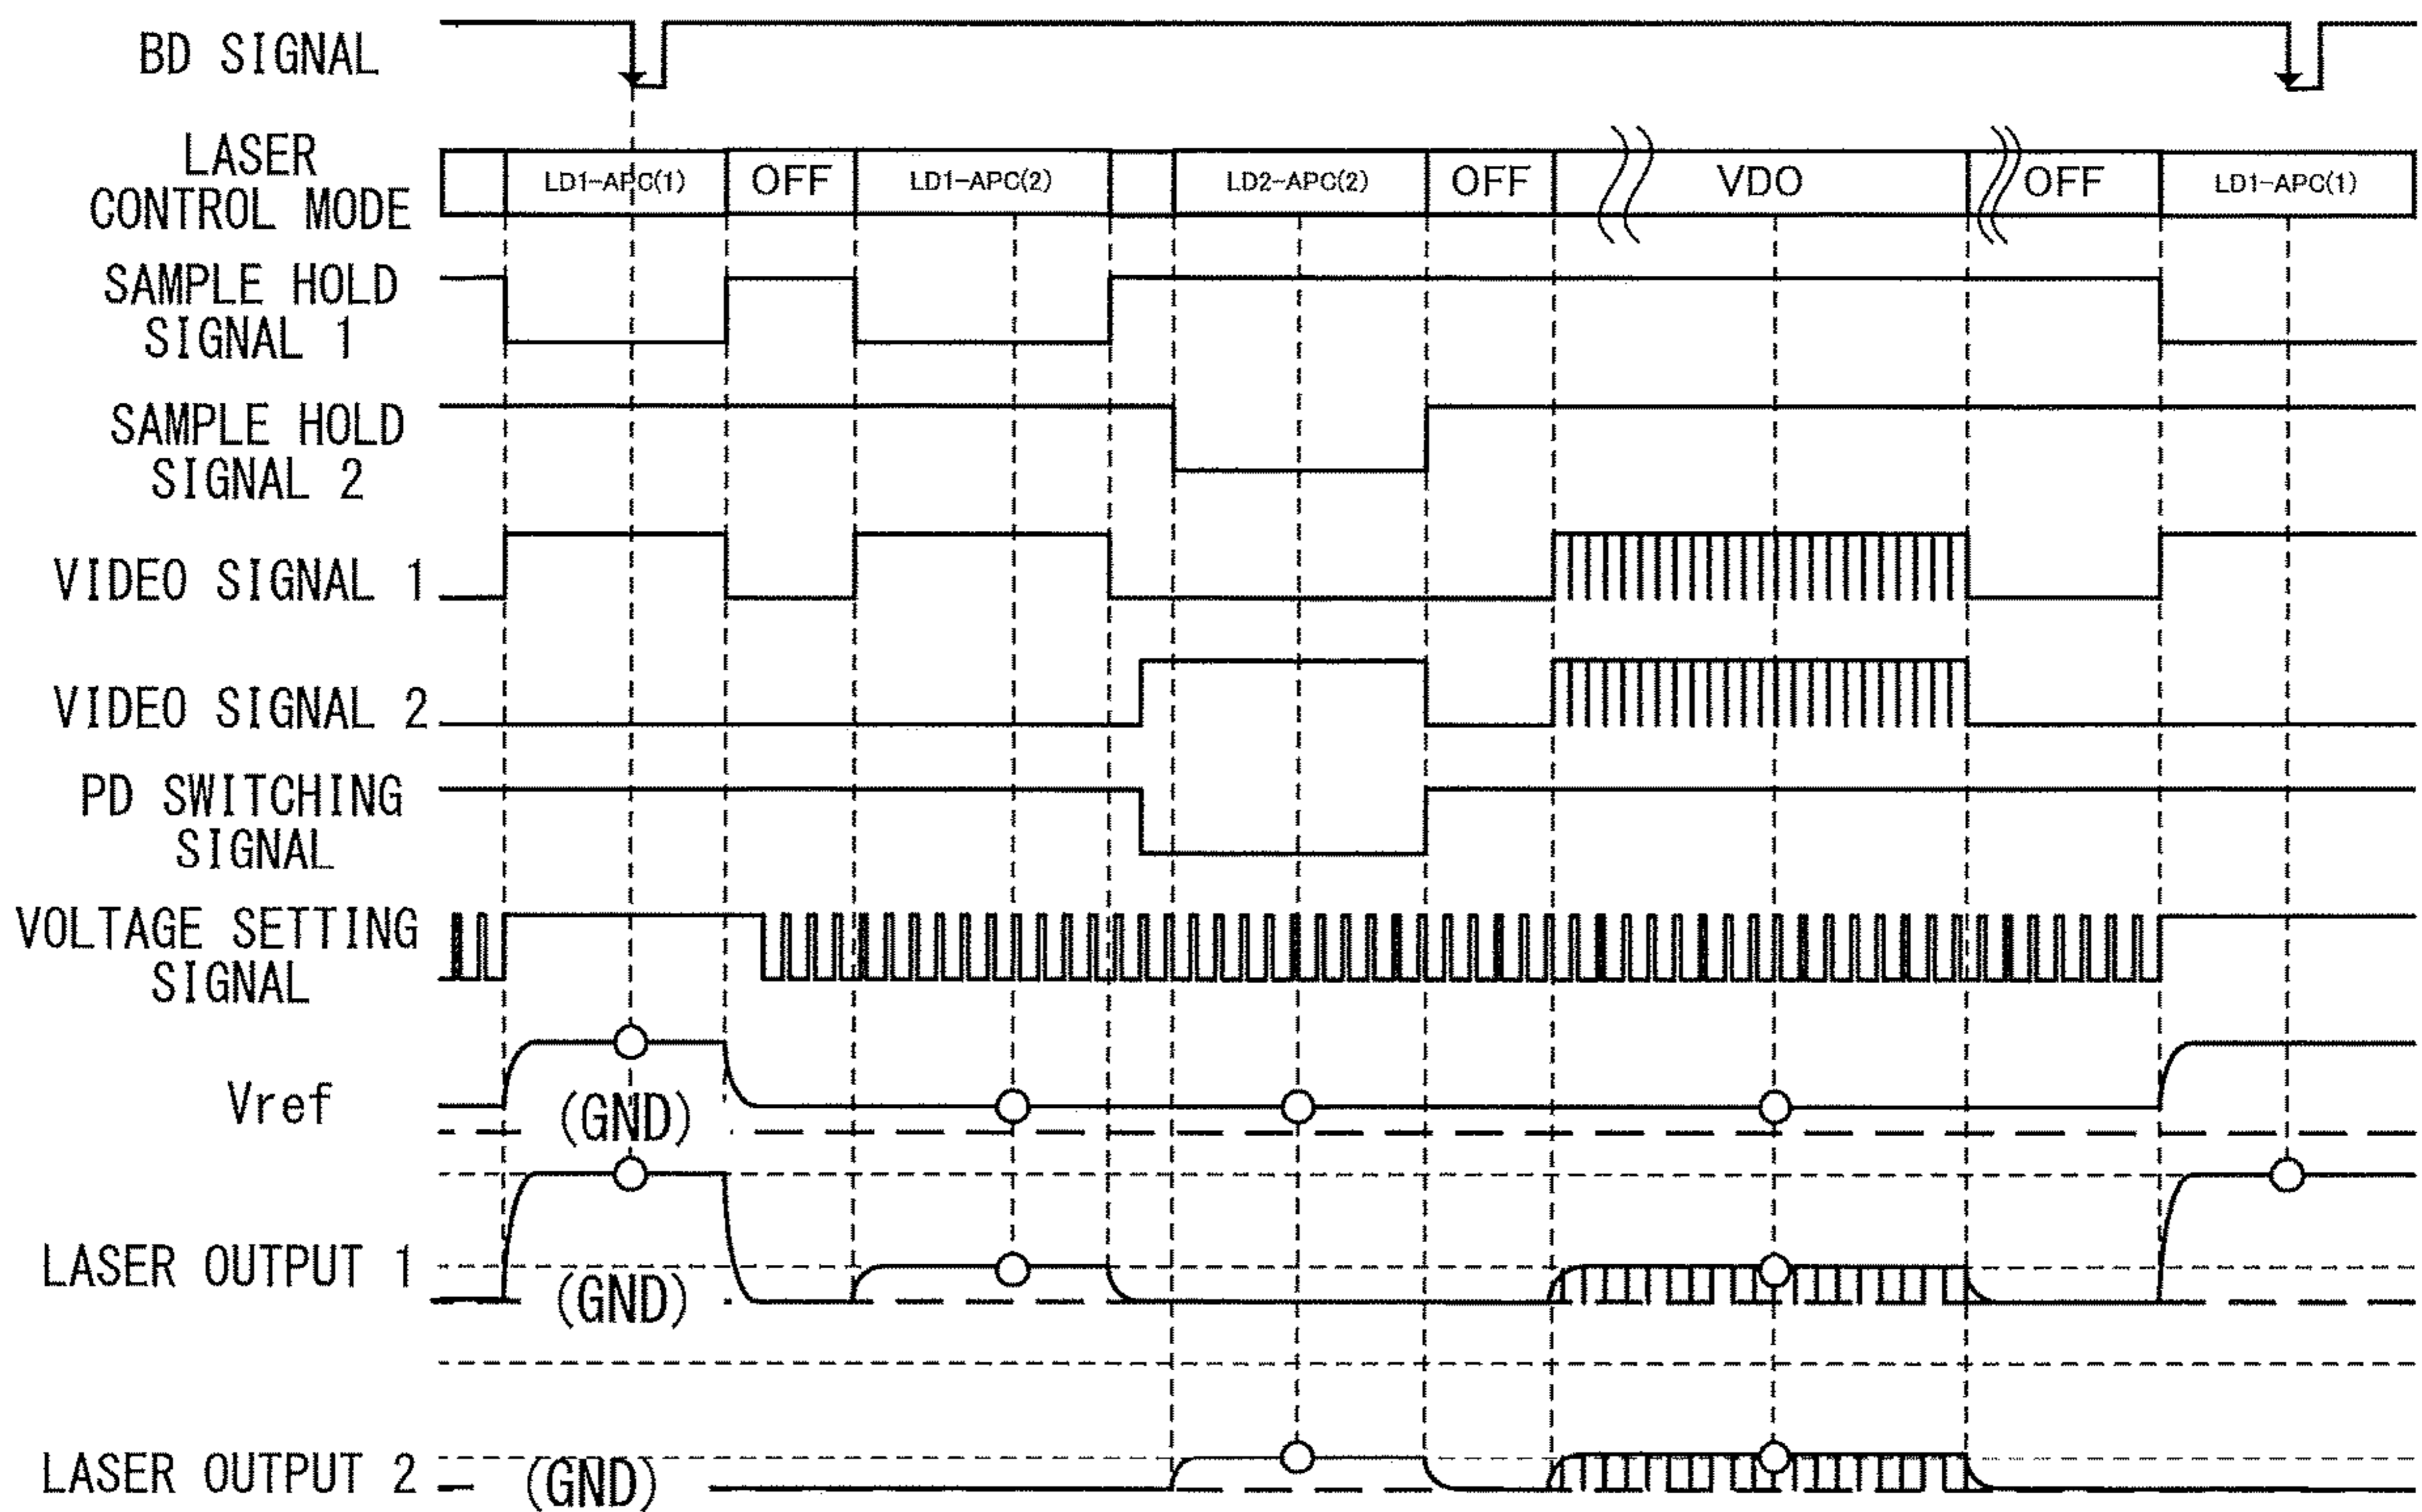 BD SIGNAL
LASER
CONTROL MODE
LD1-APC(1)
OFF
LD1-APC(2)
LD2-APC(2)
OFF
VDO
OFF
LD1-APC(1)
SAMPLE HOLD
SIGNAL 1
SAMPLE HOLD
SIGNAL 2
VIDEO SIGNAL 1
VIDEO SIGNAL 2
PD SWITCHING
SIGNAL
VOLTAGE SETTING
SIGNAL
Vref
(GND)
LASER OUTPUT 1
(GND)
LASER OUTPUT 2
(GND)